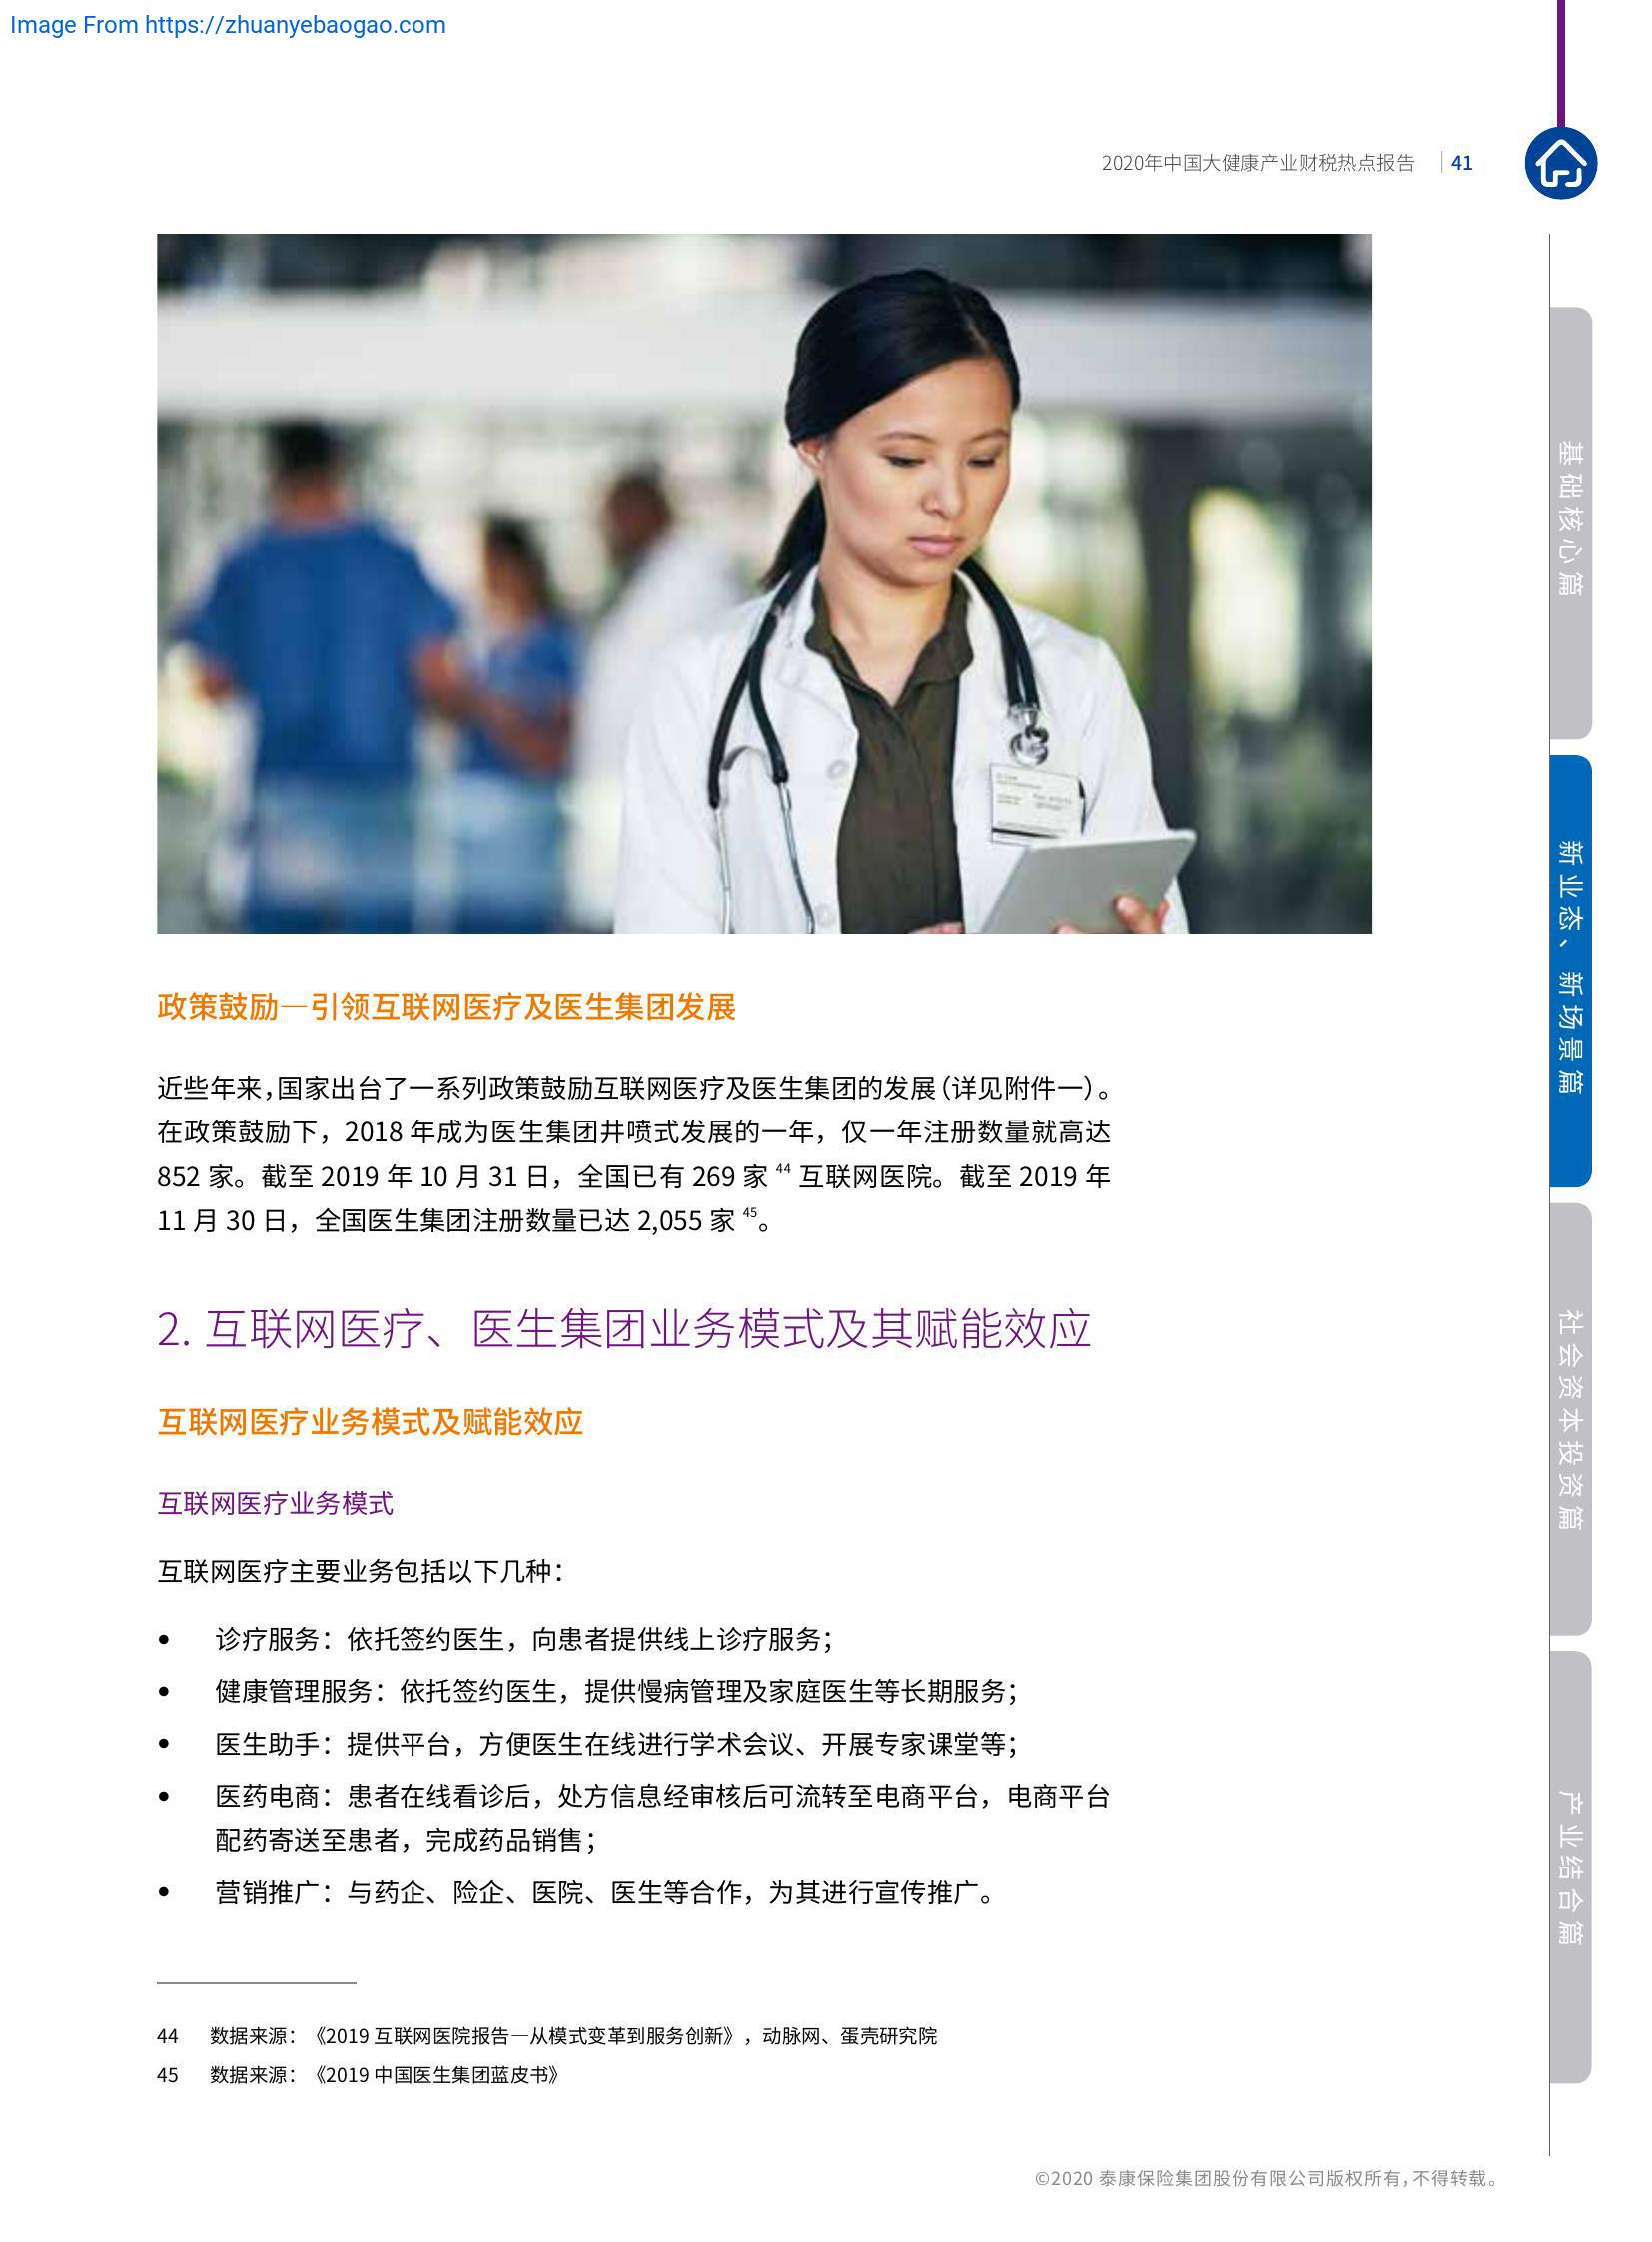 Image From https://zhuanyebaogao.com
2020年中国大健康产业财税热点报告 41
政策鼓励—引领互联网医疗及医生集团发展
近些年来,国家出台了一系列政策鼓励互联网医疗及医生集团的发展(详见附件一)。
在政策鼓励下，2018 年成为医生集团井喷式发展的一年，仅一年注册数量就高达
852 家。截至 2019 年 10 月 31 日，全国已有 269 家 44 互联网医院。截至 2019 年
11 月 30 日，全国医生集团注册数量已达 2,055 家 45。
2. 互联网医疗、医生集团业务模式及其赋能效应
互联网医疗业务模式及赋能效应
互联网医疗业务模式
互联网医疗主要业务包括以下几种：
• 诊疗服务：依托签约医生，向患者提供线上诊疗服务；
• 健康管理服务：依托签约医生，提供慢病管理及家庭医生等长期服务；
• 医生助手：提供平台，方便医生在线进行学术会议、开展专家课堂等；
• 医药电商：患者在线看诊后，处方信息经审核后可流转至电商平台，电商平台
配药寄送至患者，完成药品销售；
• 营销推广：与药企、险企、医院、医生等合作，为其进行宣传推广。
44 数据来源：《2019 互联网医院报告—从模式变革到服务创新》，动脉网、蛋壳研究院
45 数据来源：《2019 中国医生集团蓝皮书》
©2020 泰康保险集团股份有限公司版权所有,不得转载。
基础核心篇
新业态、新场景篇
社会资本投资篇
产业结合篇